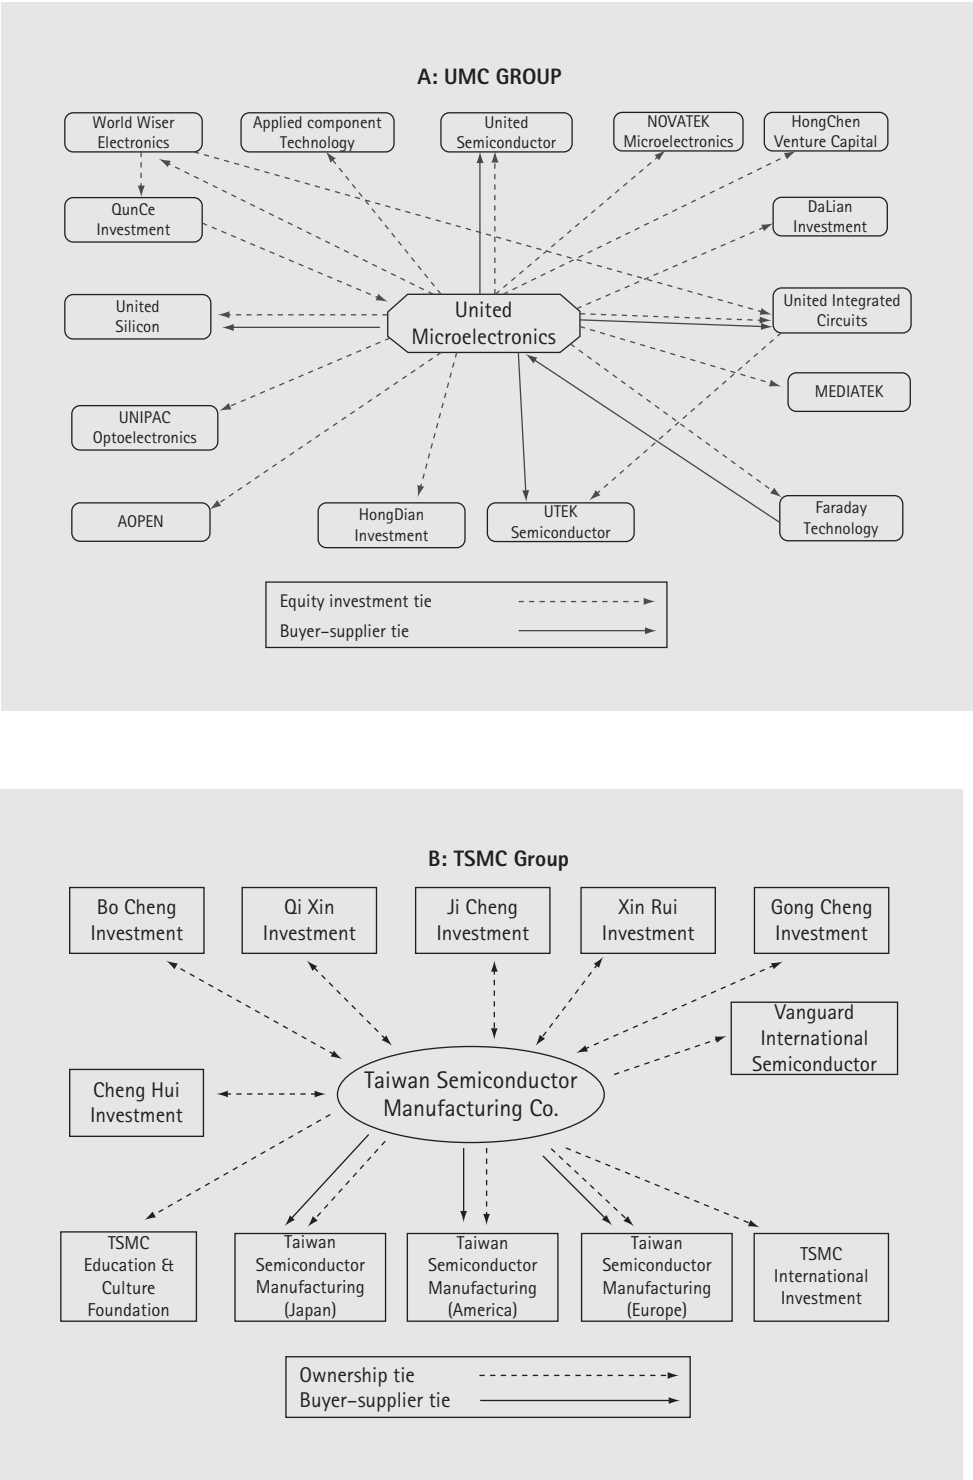 A: UMC GROUP
World Wiser
Electronics
Applied component
Technology
United
Semiconductor
NOVATEK
Microelectronics
HongChen
Venture Capital
QunCe
Investment
DaLian
Investment
United
Silicon
United
Microelectronics
United Integrated
Circuits
MEDIATEK
UNIPAC
Optoelectronics
AOPEN
HongDian
Investment
UTEK
Semiconductor
Faraday
Technology
Equity investment tie
Buyer–supplier tie
B: TSMC Group
Bo Cheng
Investment
Qi Xin
Investment
Ji Cheng
Investment
Xin Rui
Investment
Gong Cheng
Investment
Vanguard
International
Semiconductor
Cheng Hui
Investment
Taiwan Semiconductor
Manufacturing Co.
TSMC
Education &
Culture
Foundation
Taiwan
Semiconductor
Manufacturing
(Japan)
Taiwan
Semiconductor
Manufacturing
(America)
Taiwan
Semiconductor
Manufacturing
(Europe)
TSMC
International
Investment
Ownership tie
Buyer–supplier tie